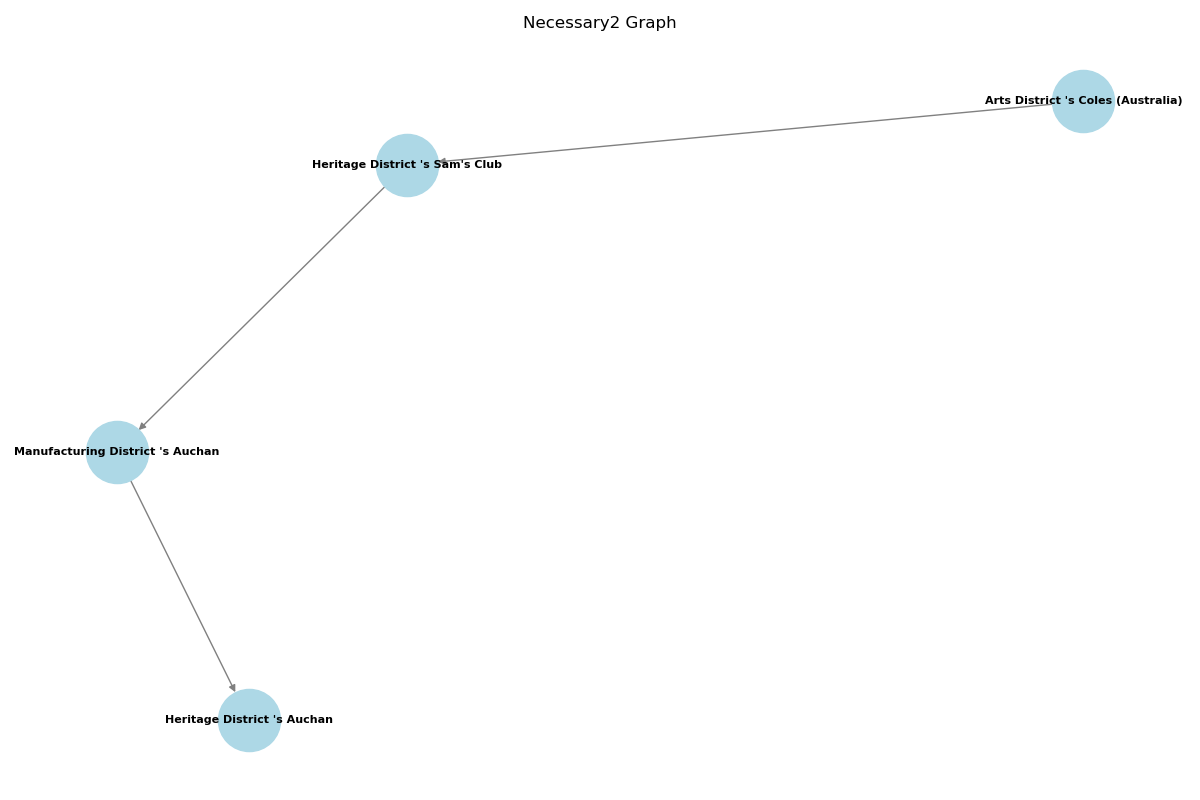 Necessary2 Graph
Arts District 's Coles (Australia)
Heritage District 's Sam's Club
Manufacturing District 's Auchan
Heritage District 's Auchan